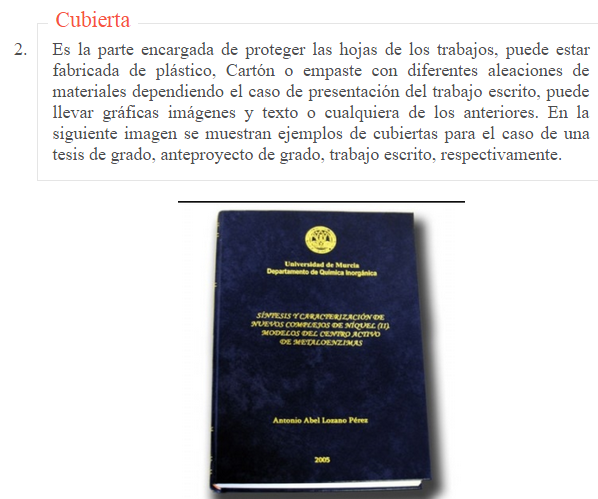 Cubierta
2. Es la parte encargada de proteger las hojas de los trabajos, puede estar
fabricada de plástico, Cartón o empaste con diferentes aleaciones de
materiales dependiendo el caso de presentación del trabajo escrito, puede
llevar gráficas imágenes y texto o cualquiera de los anteriores. En la
siguiente imagen se muestran ejemplos de cubiertas para el caso de una
tesis de grado, anteproyecto de grado, trabajo escrito, respectivamente.
Universidad de Murcia
Departamento de Química Inorgánica
SÍNTESIS Y CARACTERIZACIÓN DE
NUEVOS COMPLEJOS DE NÍQUEL (II).
MODELOS DEL CENTRO ACTIVO
DE METALOENZIMAS
Antonio Abel Lozano Pérez
2005